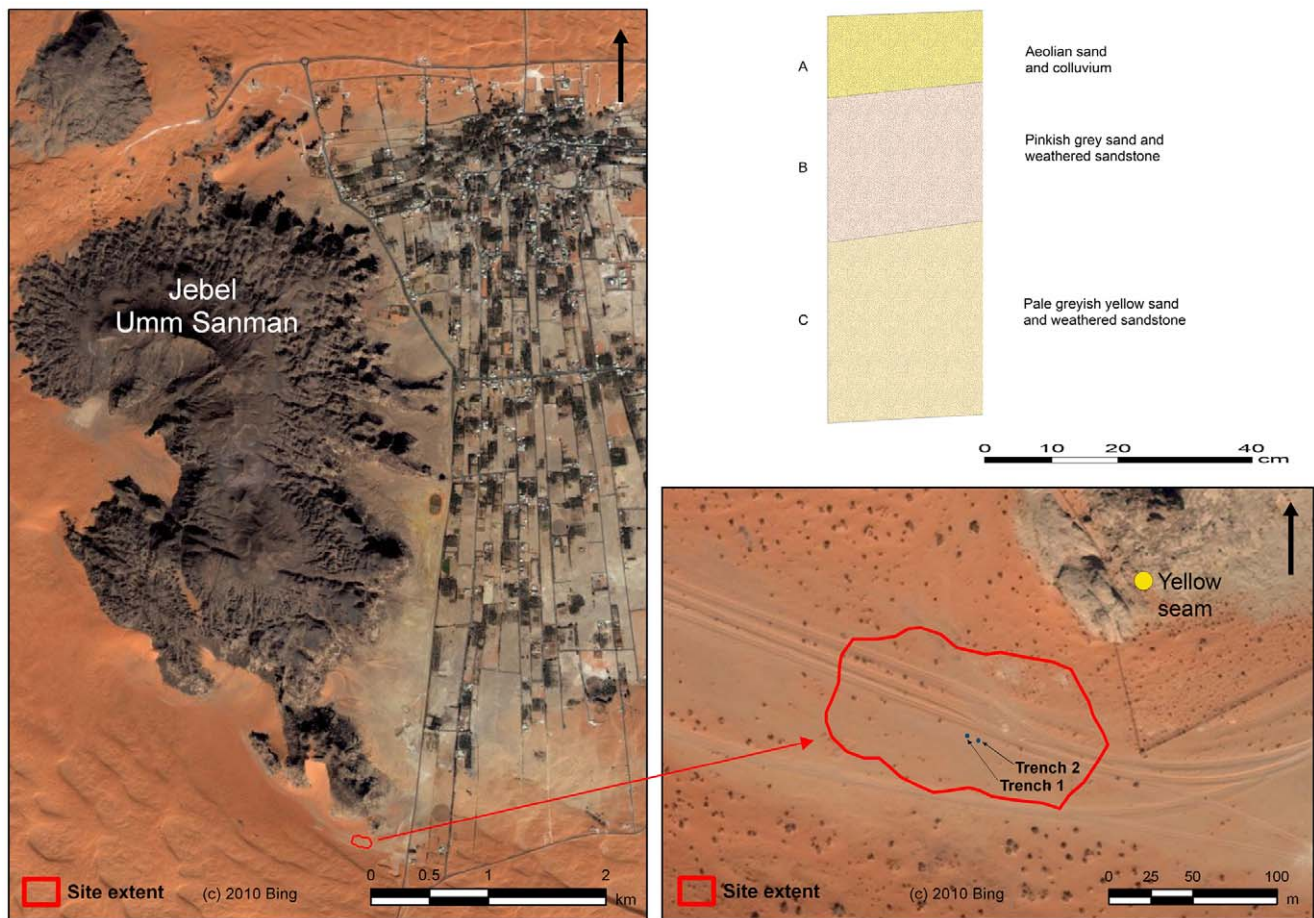 Jebel
Umm Sanman
Site extent
(c) 2010 Bing
0 0.5 1 2
km
A
Aeolian sand
and colluvium
B
Pinkish grey sand and
weathered sandstone
C
Pale greyish yellow sand
and weathered sandstone
0 10 20 40
cm
Yellow
seam
Trench 2
Trench 1
Site extent
(c) 2010 Bing
0 25 50 100
m